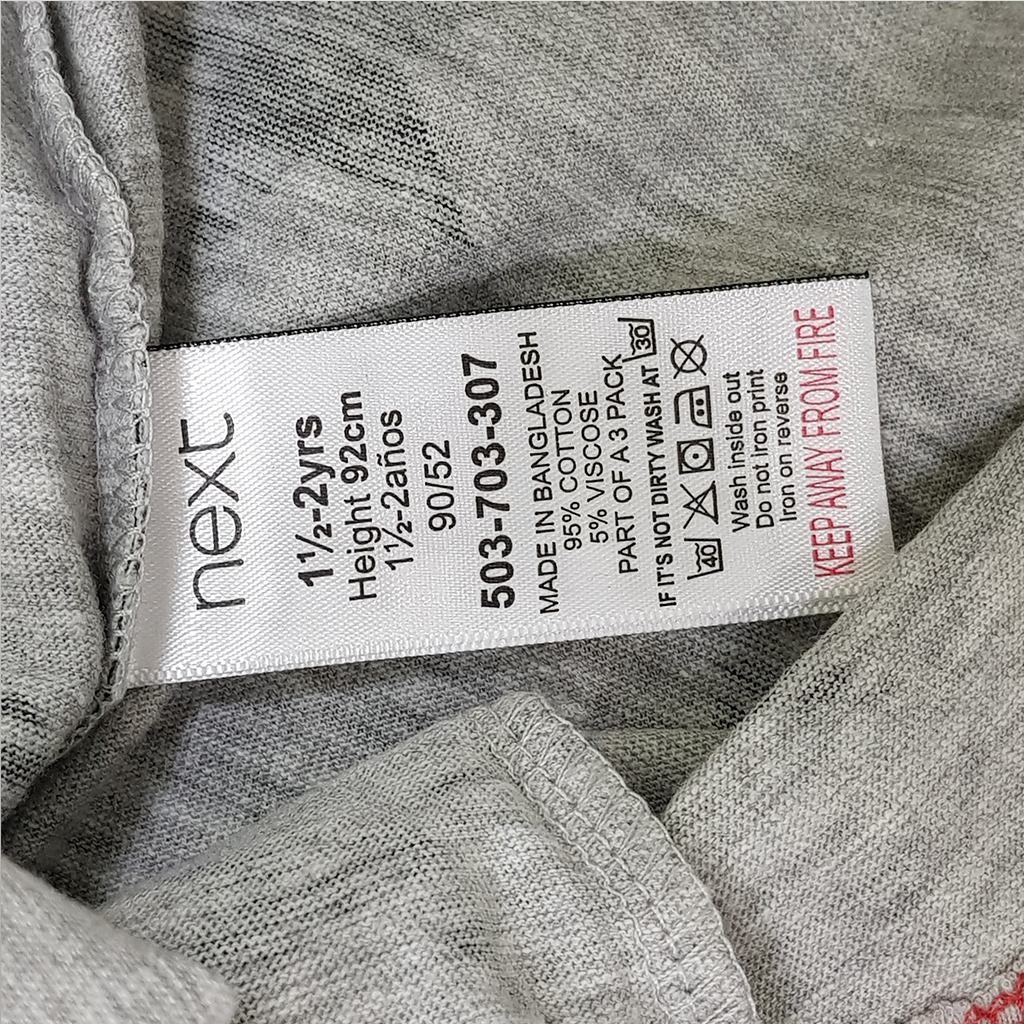 next
1½-2yrs
Height 92cm
1½-2años
90/52
503-703-307
MADE IN BANGLADESH
95% COTTON
5% VISCOSE
PART OF A 3 PACK
IF IT'S NOT DIRTY WASH AT 30
40
Wash inside out
Do not iron print
Iron on reverse
KEEP AWAY FROM FIRE